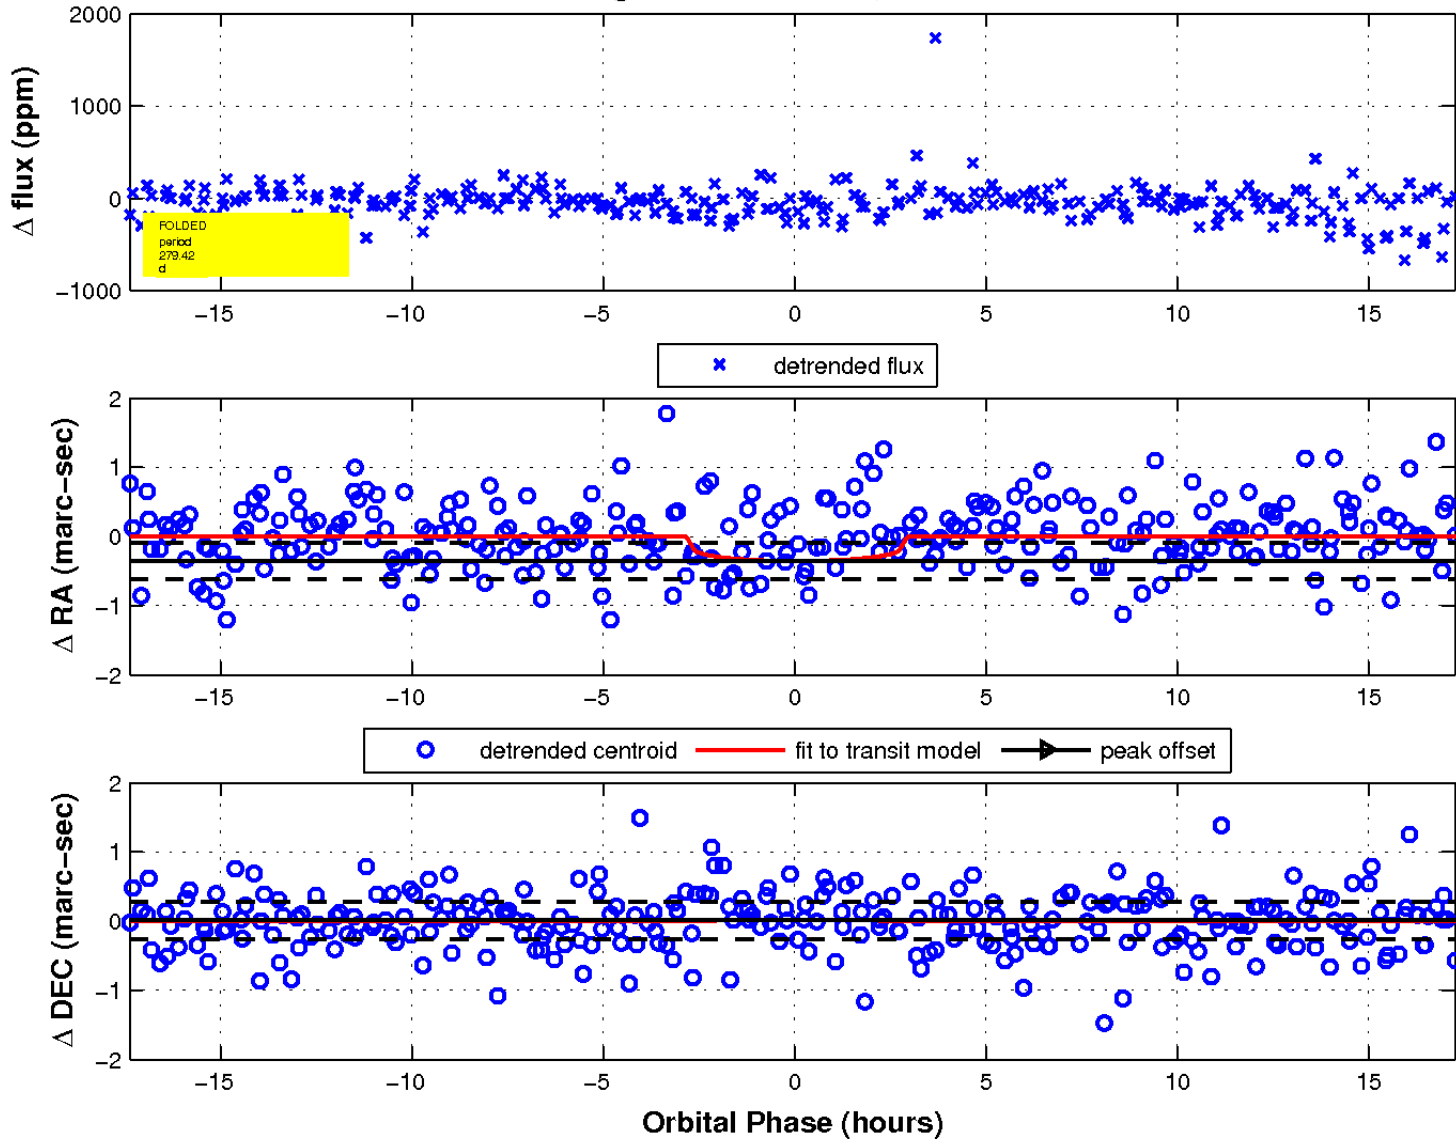 2000
1000
0
−1000
Δ flux (ppm)
FOLDED
period
279.42
d
−15 −10 −5 0 5 10 15
detrended flux
2
1
0
−1
−2
Δ RA (marc−sec)
−15 −10 −5 0 5 10 15
detrended centroid fit to transit model peak offset
2
1
0
−1
−2
Δ DEC (marc−sec)
−15 −10 −5 0 5 10 15
Orbital Phase (hours)